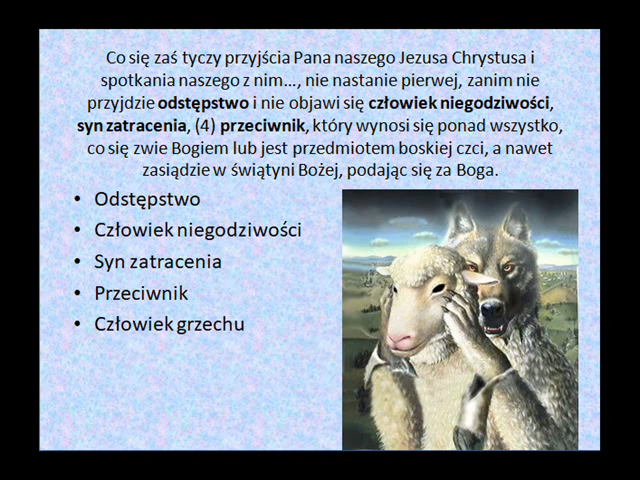 Co się zaś tyczy przyjścia Pana naszego Jezusa Chrystusa i
spotkania naszego z nim…, nie nastanie pierwej, zanim nie
przyjdzie odstępstwo i nie objawi się człowiek niegodziwości,
syn zatracenia, (4) przeciwnik, który wynosi się ponad wszystko,
co się zwie Bogiem lub jest przedmiotem boskiej czci, a nawet
zasiądzie w świątyni Bożej, podając się za Boga.
• Odstępstwo
• Człowiek niegodziwości
• Syn zatracenia
• Przeciwnik
• Człowiek grzechu